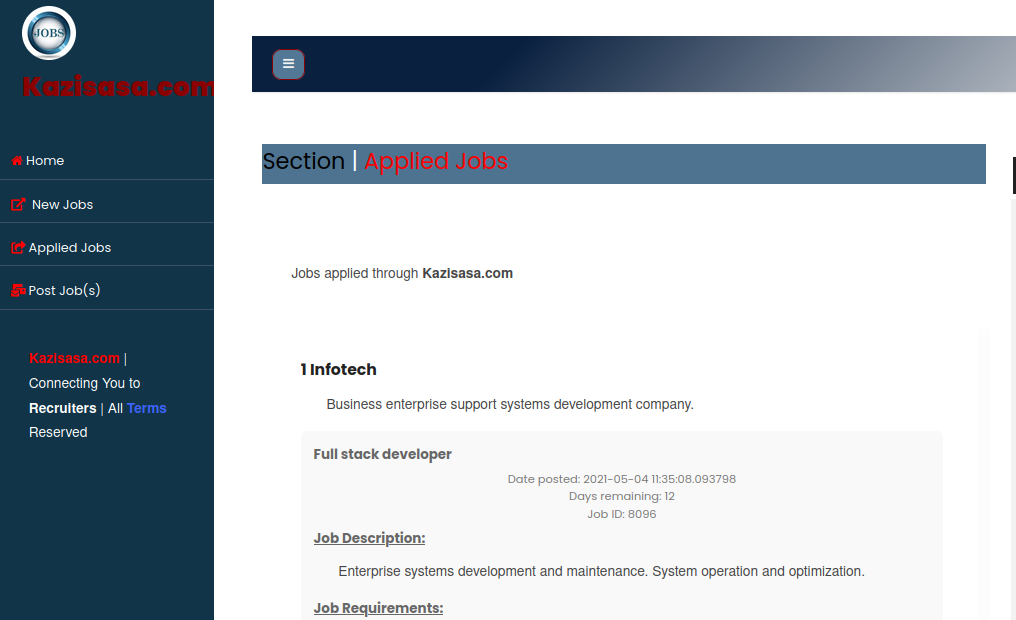 JOBS
Kazisasa.com
Home
New Jobs
Applied Jobs
Post Job(s)
Kazisasa.com |
Connecting You to
Recruiters | All Terms
Reserved
Section | Applied Jobs
Jobs applied through Kazisasa.com
1 Infotech
Business enterprise support systems development company.
Full stack developer
Date posted: 2021-05-04 11:35:08.093798
Days remaining: 12
Job ID: 8096
Job Description:
Enterprise systems development and maintenance. System operation and optimization.
Job Requirements: